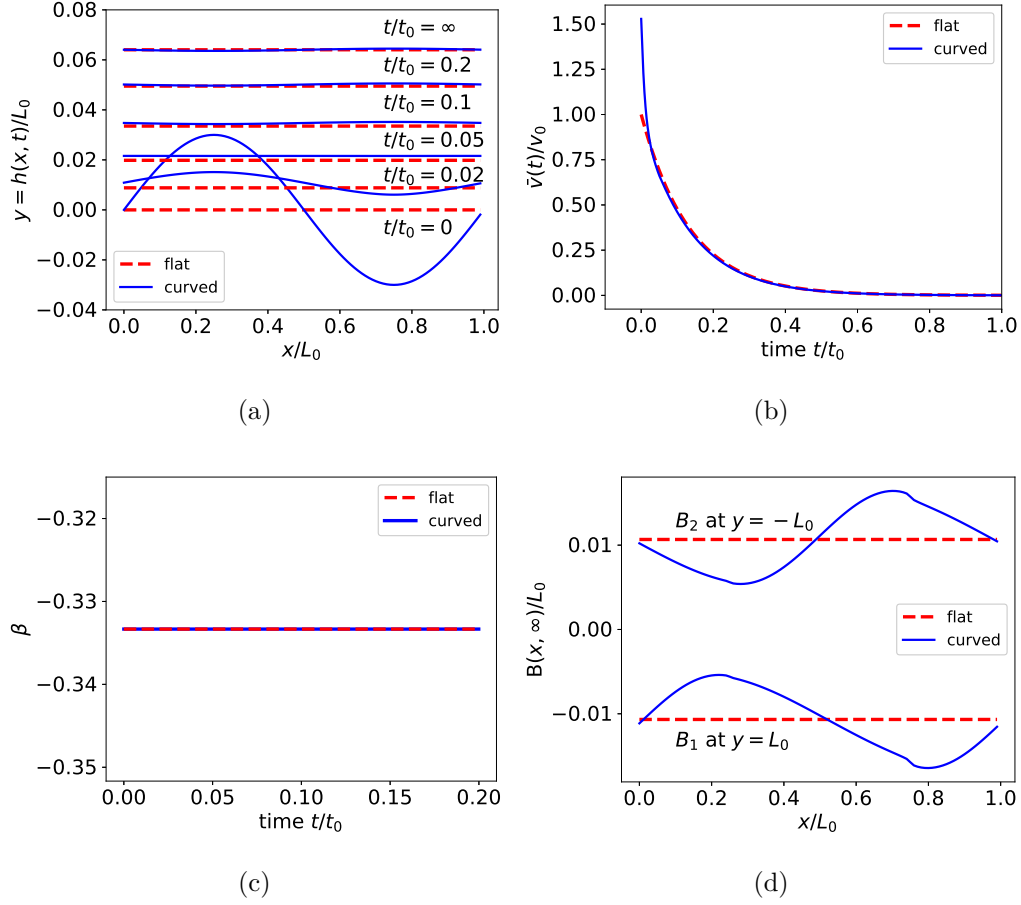 0.08
0.06
0.04
0.02
0.00
−0.02
−0.04
y = h(x, t)/L₀
t/t₀ = ∞
t/t₀ = 0.2
t/t₀ = 0.1
t/t₀ = 0.05
t/t₀ = 0.02
t/t₀ = 0
flat
curved
0.0 0.2 0.4 0.6 0.8 1.0
x/L₀
(a)
1.50
1.25
1.00
0.75
0.50
0.25
0.00
v̄(t)/v₀
flat
curved
0.0 0.2 0.4 0.6 0.8 1.0
time t/t₀
(b)
−0.32
−0.33
−0.34
−0.35
β
flat
curved
0.00 0.05 0.10 0.15 0.20
time t/t₀
(c)
0.01
0.00
−0.01
B(x, ∞)/L₀
B₂ at y = − L₀
flat
curved
B₁ at y = L₀
0.0 0.2 0.4 0.6 0.8 1.0
x/L₀
(d)